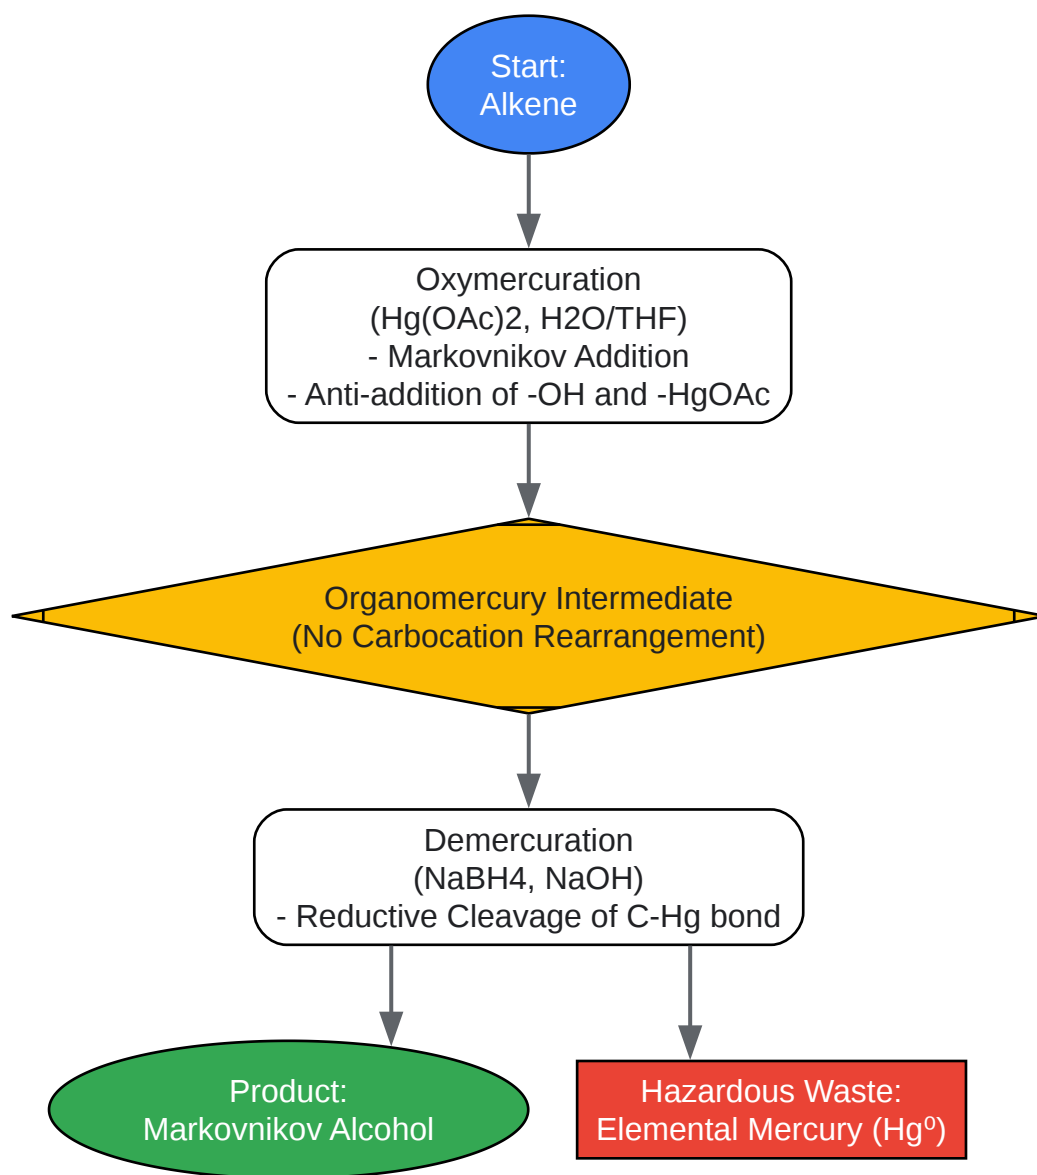 Start:
Alkene
Oxymercuration
(Hg(OAc)2, H2O/THF)
- Markovnikov Addition
- Anti-addition of -OH and -HgOAc
Organomercury Intermediate
(No Carbocation Rearrangement)
Demercuration
(NaBH4, NaOH)
- Reductive Cleavage of C-Hg bond
Product:
Markovnikov Alcohol
Hazardous Waste:
Elemental Mercury (Hg⁰)